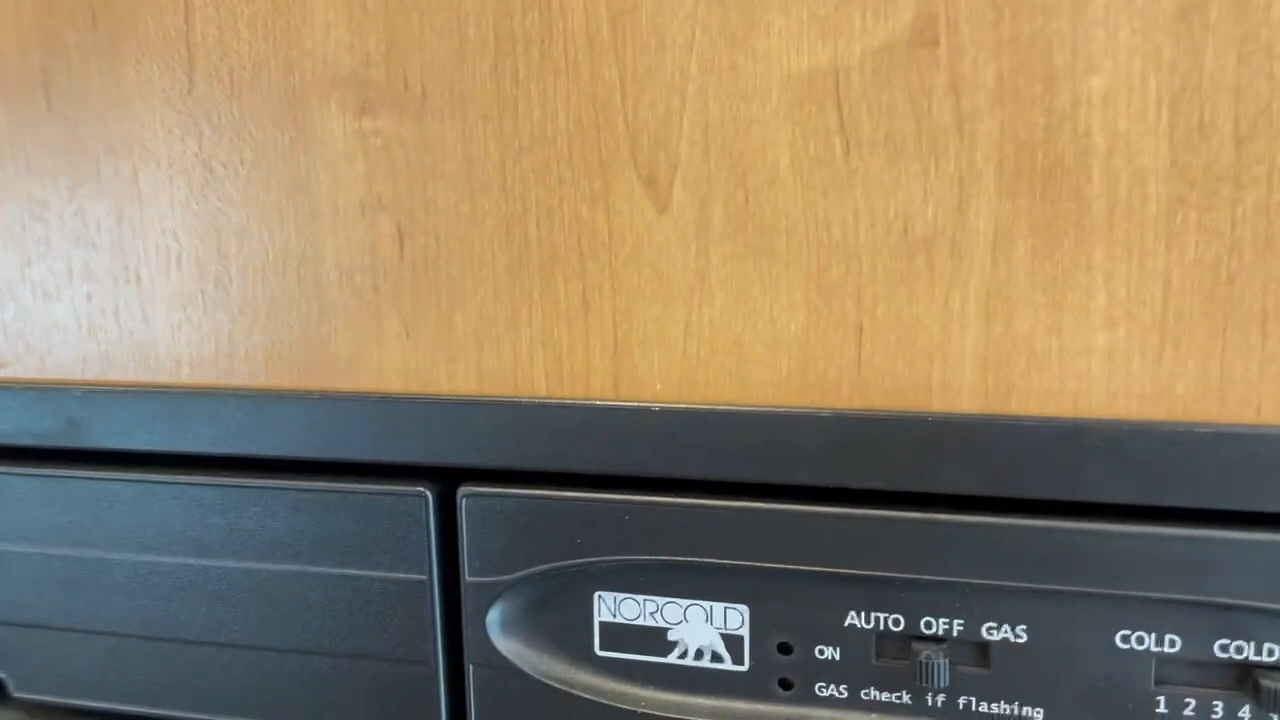 NORCOLD
AUTO OFF GAS
ON
GAS check if flashing
COLD COLD
1 2 3 4